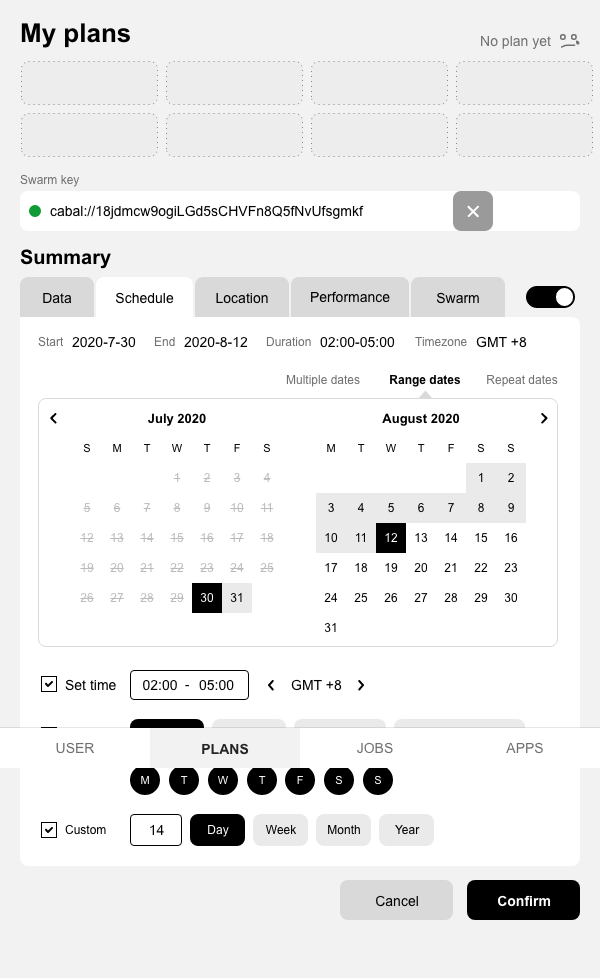 My plans
No plan yet
Swarm key
cabal://18jdmcw9ogiLGd5sCHVFn8Q5fNvUfsgmkf
Summary
Data Schedule Location Performance Swarm
Start 2020-7-30 End 2020-8-12 Duration 02:00-05:00 Timezone GMT +8
Multiple dates Range dates Repeat dates
July 2020 August 2020
S M T W T F S M T W T F S S
1 2 3 4 1 2
5 6 7 8 9 10 11 3 4 5 6 7 8 9
12 13 14 15 16 17 18 10 11 12 13 14 15 16
19 20 21 22 23 24 25 17 18 19 20 21 22 23
26 27 28 29 30 31 24 25 26 27 28 29 30
31
Set time 02:00 - 05:00 GMT +8
USER PLANS JOBS APPS
M T W T F S S
Custom 14 Day Week Month Year
Cancel Confirm